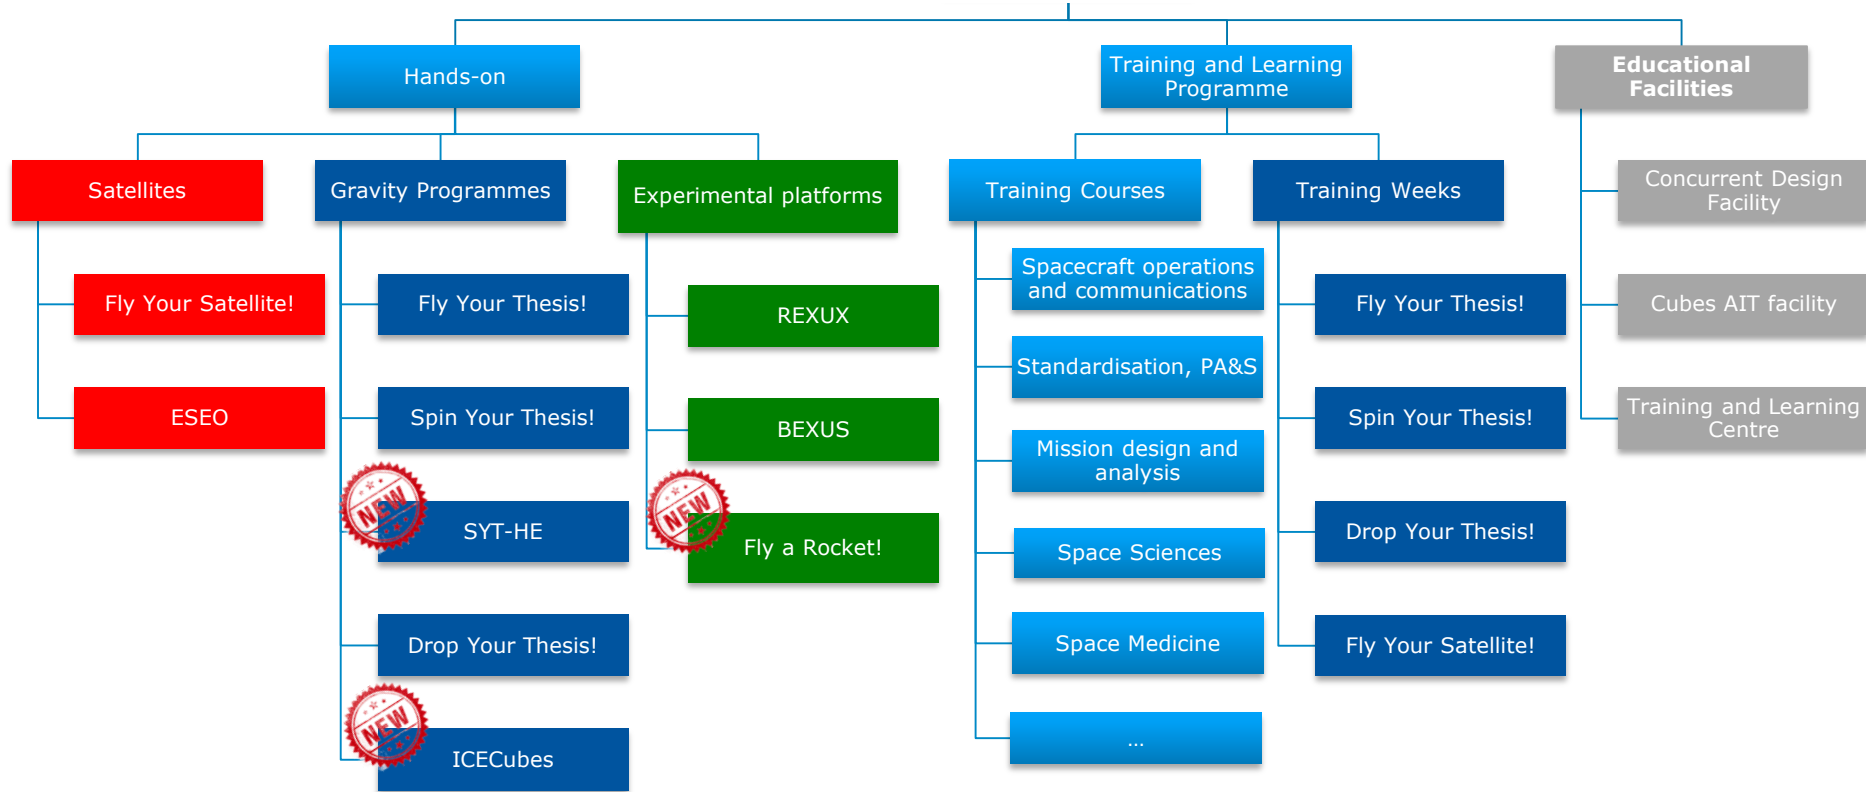 Hands-on
Training and Learning
Programme
Educational
Facilities
Satellites
Gravity Programmes
Experimental platforms
Training Courses
Training Weeks
Concurrent Design
Facility
Fly Your Satellite!
Fly Your Thesis!
REXUX
Spacecraft operations
and communications
Fly Your Thesis!
Cubes AIT facility
ESEO
Spin Your Thesis!
BEXUS
Standardisation, PA&S
Spin Your Thesis!
Training and Learning
Centre
Mission design and
analysis
NEW
SYT-HE
NEW
Fly a Rocket!
Space Sciences
Drop Your Thesis!
Drop Your Thesis!
Space Medicine
Fly Your Satellite!
NEW
ICECubes
...